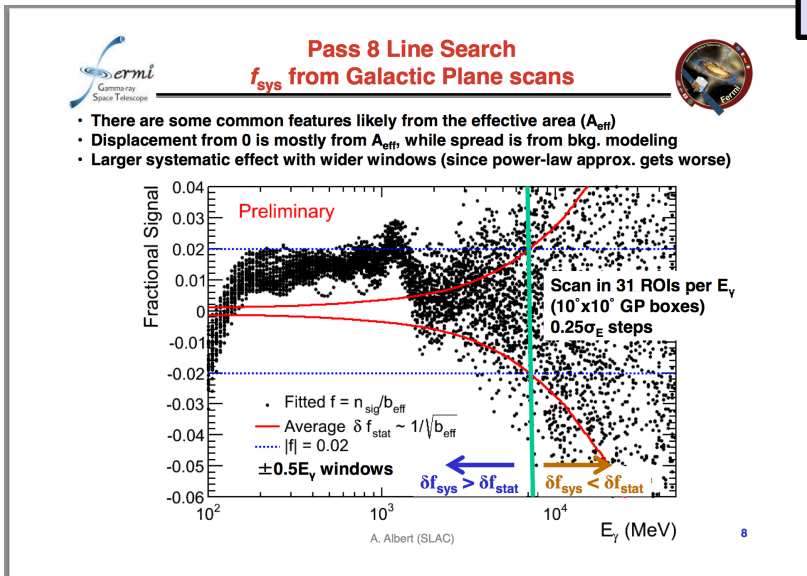 Pass 8 Line Search
fsys from Galactic Plane scans
Fermi
Gamma-ray
Space Telescope
Fermi
• There are some common features likely from the effective area (Aeff)
• Displacement from 0 is mostly from Aeff, while spread is from bkg. modeling
• Larger systematic effect with wider windows (since power-law approx. gets worse)
Fractional Signal
0.04
0.03
0.02
0.01
0
-0.01
-0.02
-0.03
-0.04
-0.05
-0.06
Preliminary
Scan in 31 ROIs per Eγ
(10˚x10˚ GP boxes)
0.25σE steps
Fitted f = nsig/beff
Average δ fstat ~ 1/√beff
|f| = 0.02
±0.5Eγ windows
δfsys > δfstat
δfsys < δfstat
10²
10³
10⁴
Eγ (MeV)
A. Albert (SLAC)
8